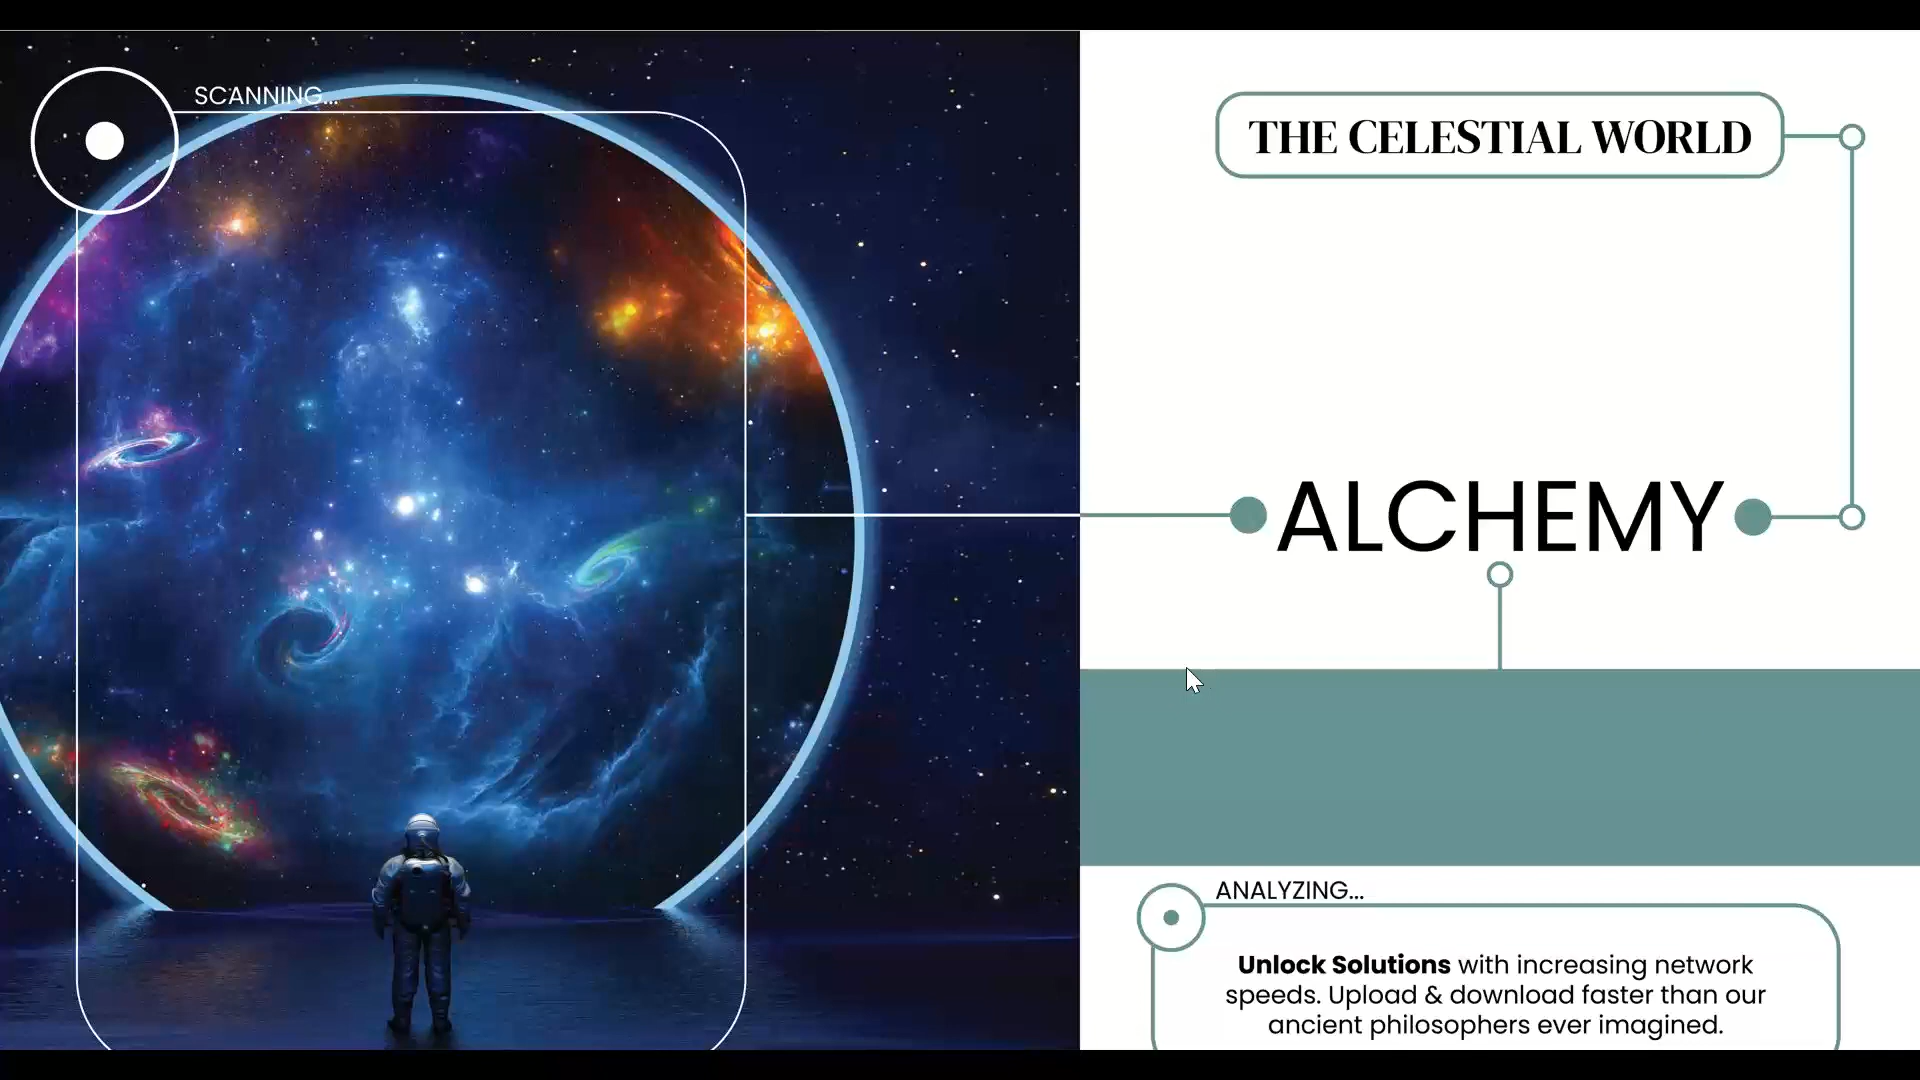 SCANNING...
THE CELESTIAL WORLD
ALCHEMY
ANALYZING...
Unlock Solutions with increasing network
speeds. Upload & download faster than our
ancient philosophers ever imagined.